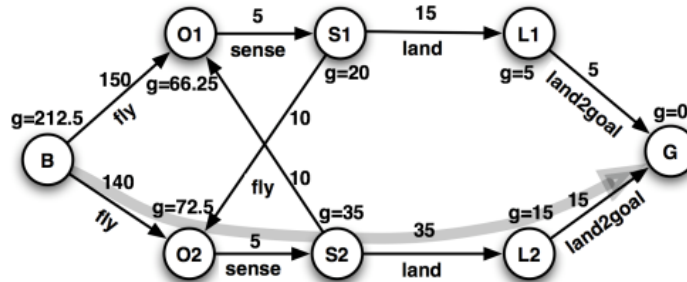 5
15
O1
S1
L1
sense
land
150
g=66.25
g=20
g=5
5
land2goal
g=0
g=212.5
fly
10
B
G
140
fly
10
g=72.5
g=35
35
g=15
15
fly
5
land2goal
O2
S2
L2
sense
land